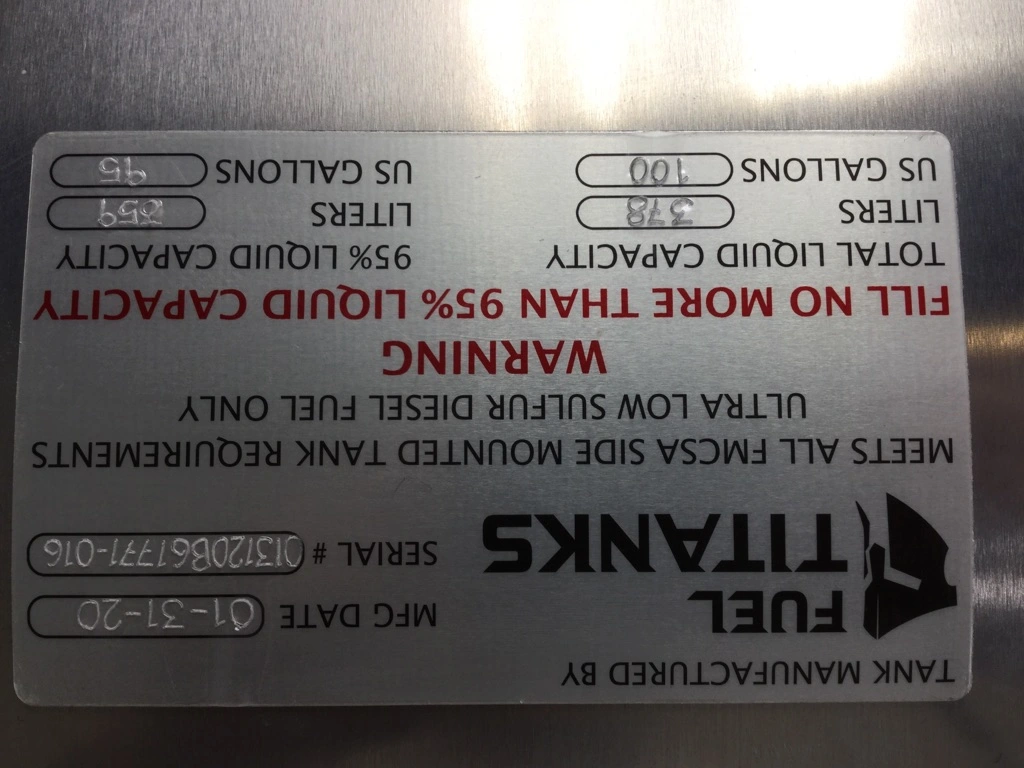 TANK MANUFACTURED BY
FUEL TITANKS
MFG DATE 01-31-20
SERIAL # 013120B61771-016
MEETS ALL FMCSA SIDE MOUNTED TANK REQUIREMENTS
ULTRA LOW SULFUR DIESEL FUEL ONLY
WARNING
FILL NO MORE THAN 95% LIQUID CAPACITY
TOTAL LIQUID CAPACITY 95% LIQUID CAPACITY
LITERS 378 LITERS 359
US GALLONS 100 US GALLONS 95